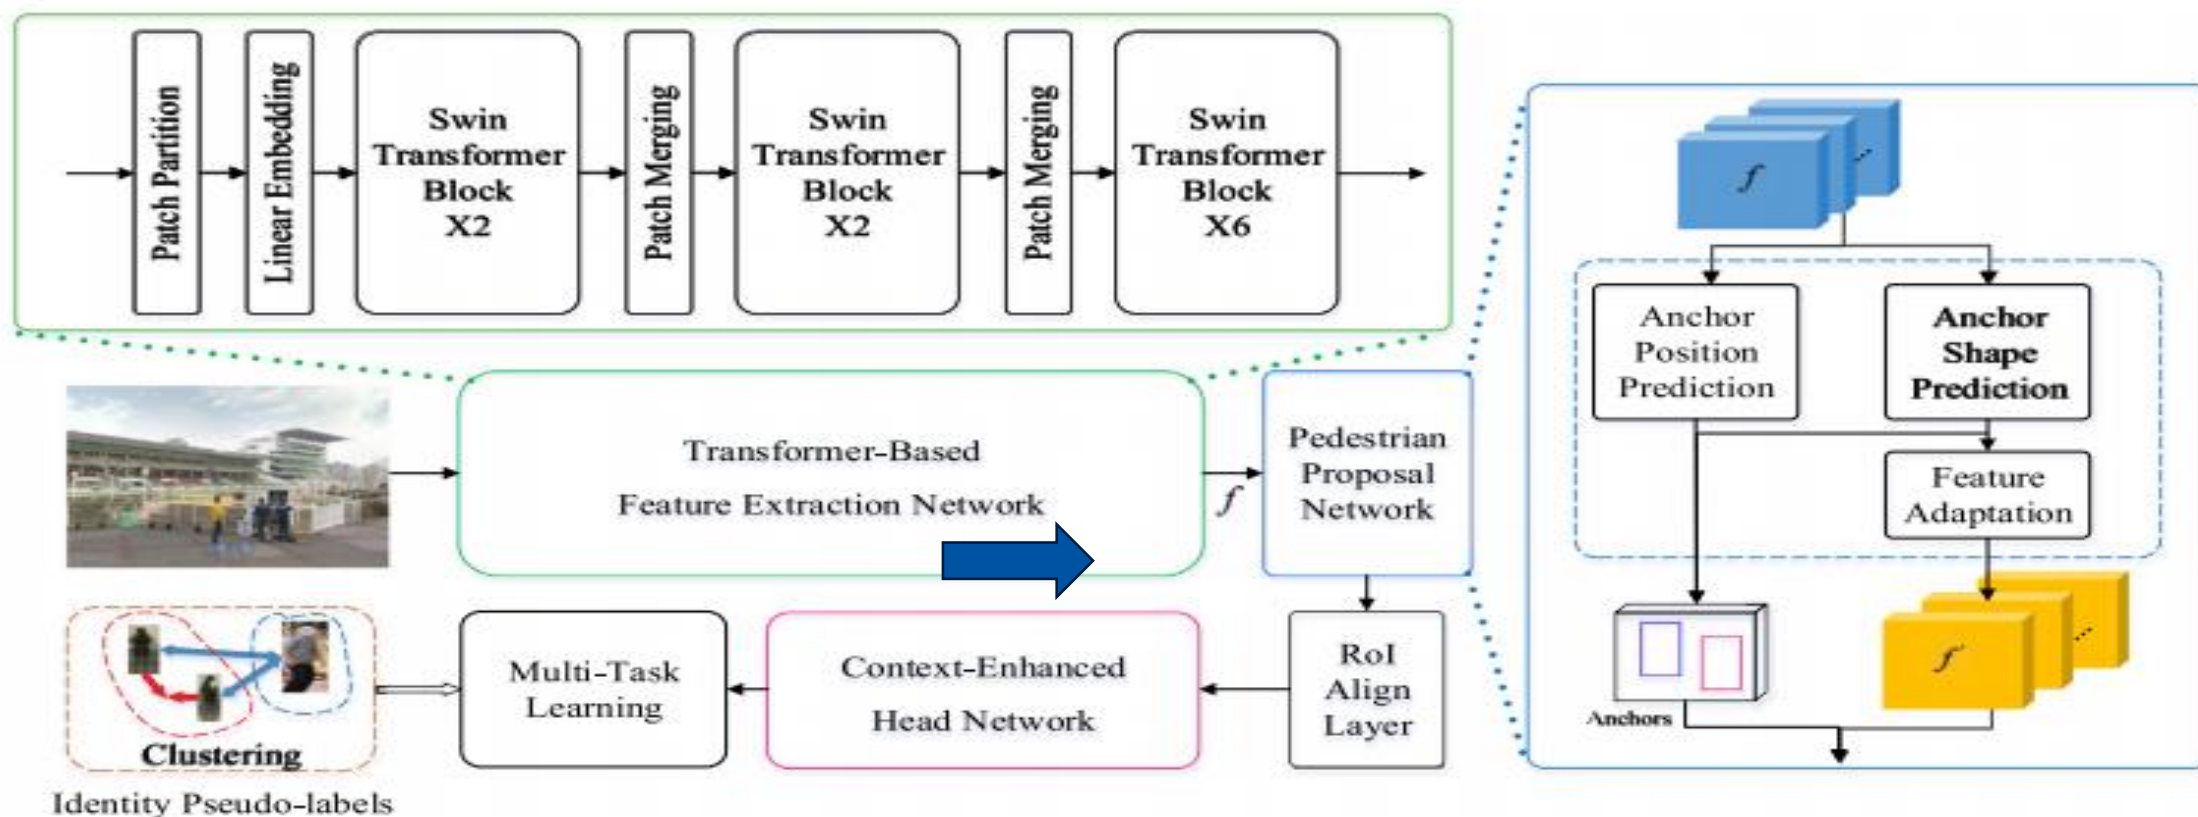 Patch Partition
Linear Embedding
Swin
Transformer
Block
X2
Patch Merging
Swin
Transformer
Block
X2
Patch Merging
Swin
Transformer
Block
X6
f
Anchor
Position
Prediction
Anchor
Shape
Prediction
Feature
Adaptation
Anchors
f'
Transformer-Based
Feature Extraction Network
f
Pedestrian
Proposal
Network
RoI
Align
Layer
Context-Enhanced
Head Network
Multi-Task
Learning
Clustering
Identity Pseudo-labels